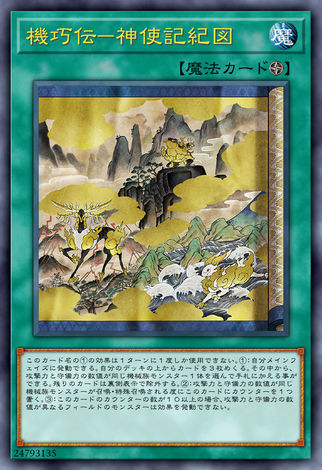 機巧伝－神使記紀図
魔
【魔法カード】
このカード名の①の効果は１ターンに１度しか使用できない。①：自分メインフ
ェイズに発動できる。自分のデッキの上からカードを３枚めくる。その中から、
攻撃力と守備力の数値が同じ機械族モンスター１体を選んで手札に加える事が
できる。残りのカードは裏側表示で除外する。②：攻撃力と守備力の数値が同じ
機械族モンスターが召喚・特殊召喚される度にこのカードにカウンターを１つ
置く。③：このカードのカウンターの数が１０以上の場合、攻撃力と守備力の数
値が異なるフィールドのモンスターは効果を発動できない。
24793135